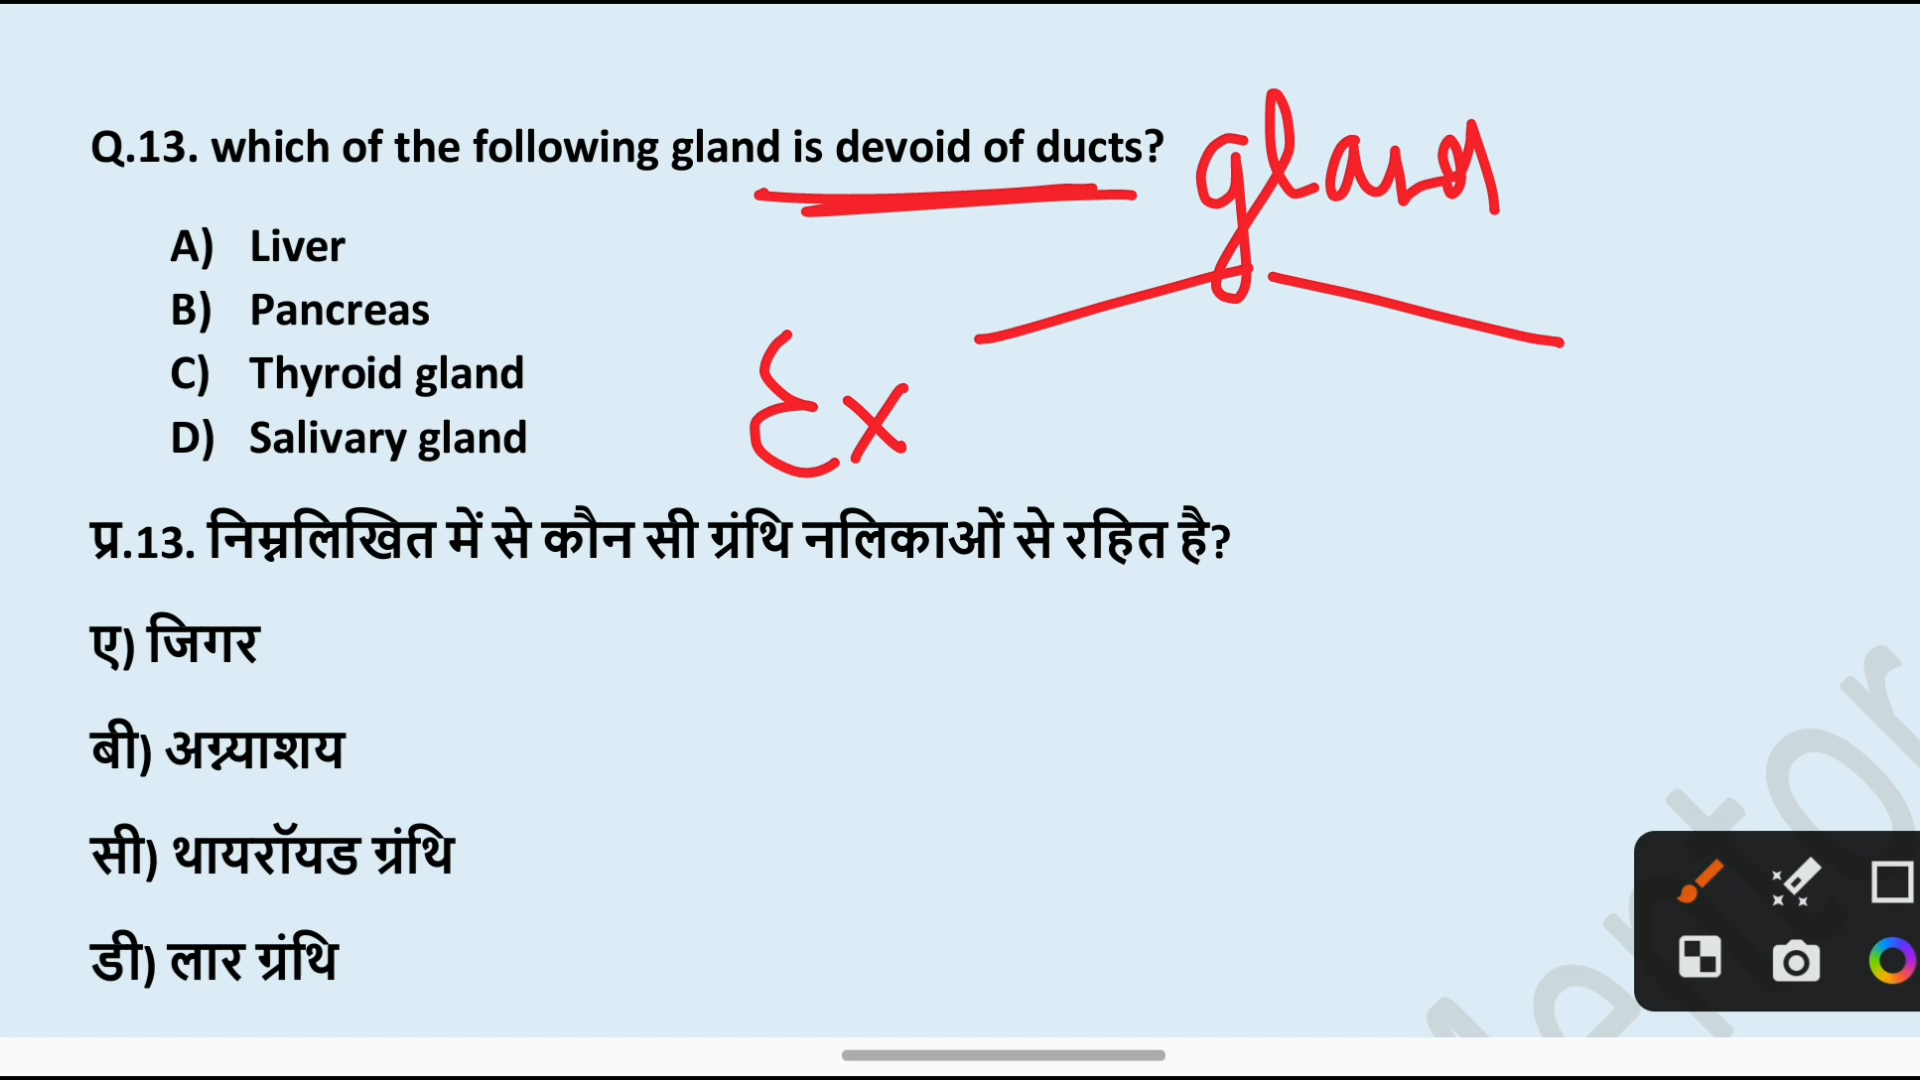 Q.13. which of the following gland is devoid of ducts?
gland
A) Liver
B) Pancreas
C) Thyroid gland
Ex
D) Salivary gland
प्र.13. निम्नलिखित में से कौन सी ग्रंथि नलिकाओं से रहित है?
ए) जिगर
बी) अग्न्याशय
सी) थायरॉयड ग्रंथि
डी) लार ग्रंथि